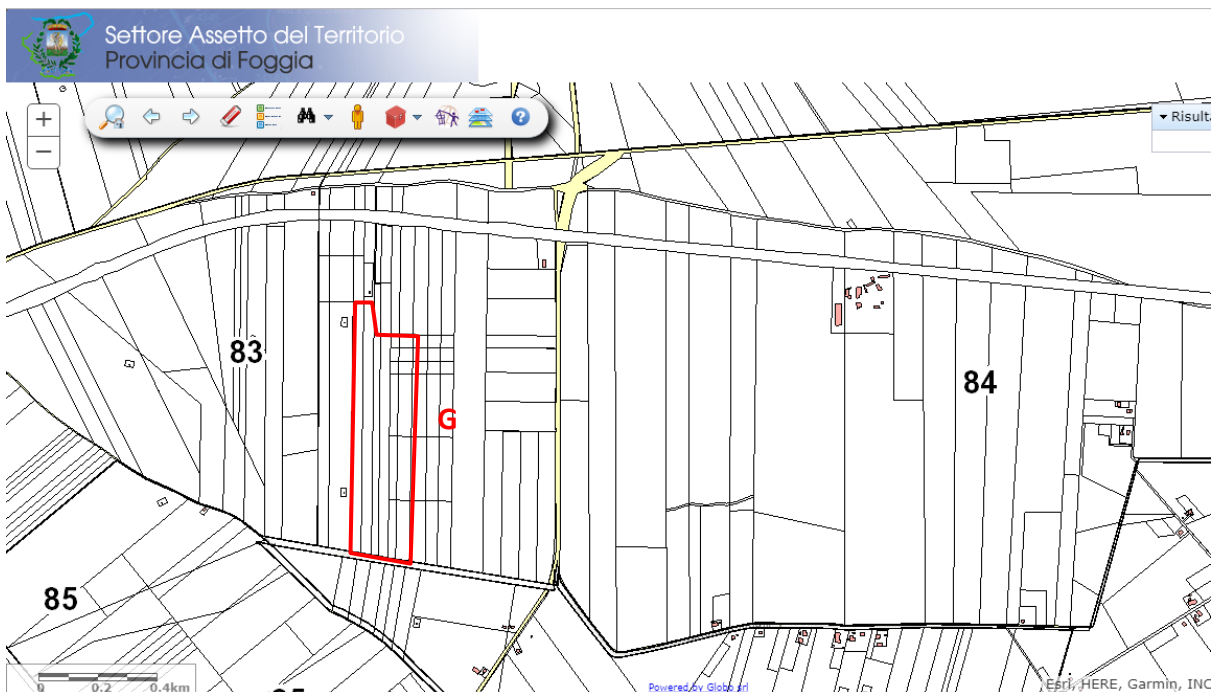 Settore Assetto del Territorio
Provincia di Foggia
+
−
?
Risulta
83
G
84
85
0 0.2 0.4km
Powered by Globo srl
Esri, HERE, Garmin, INC